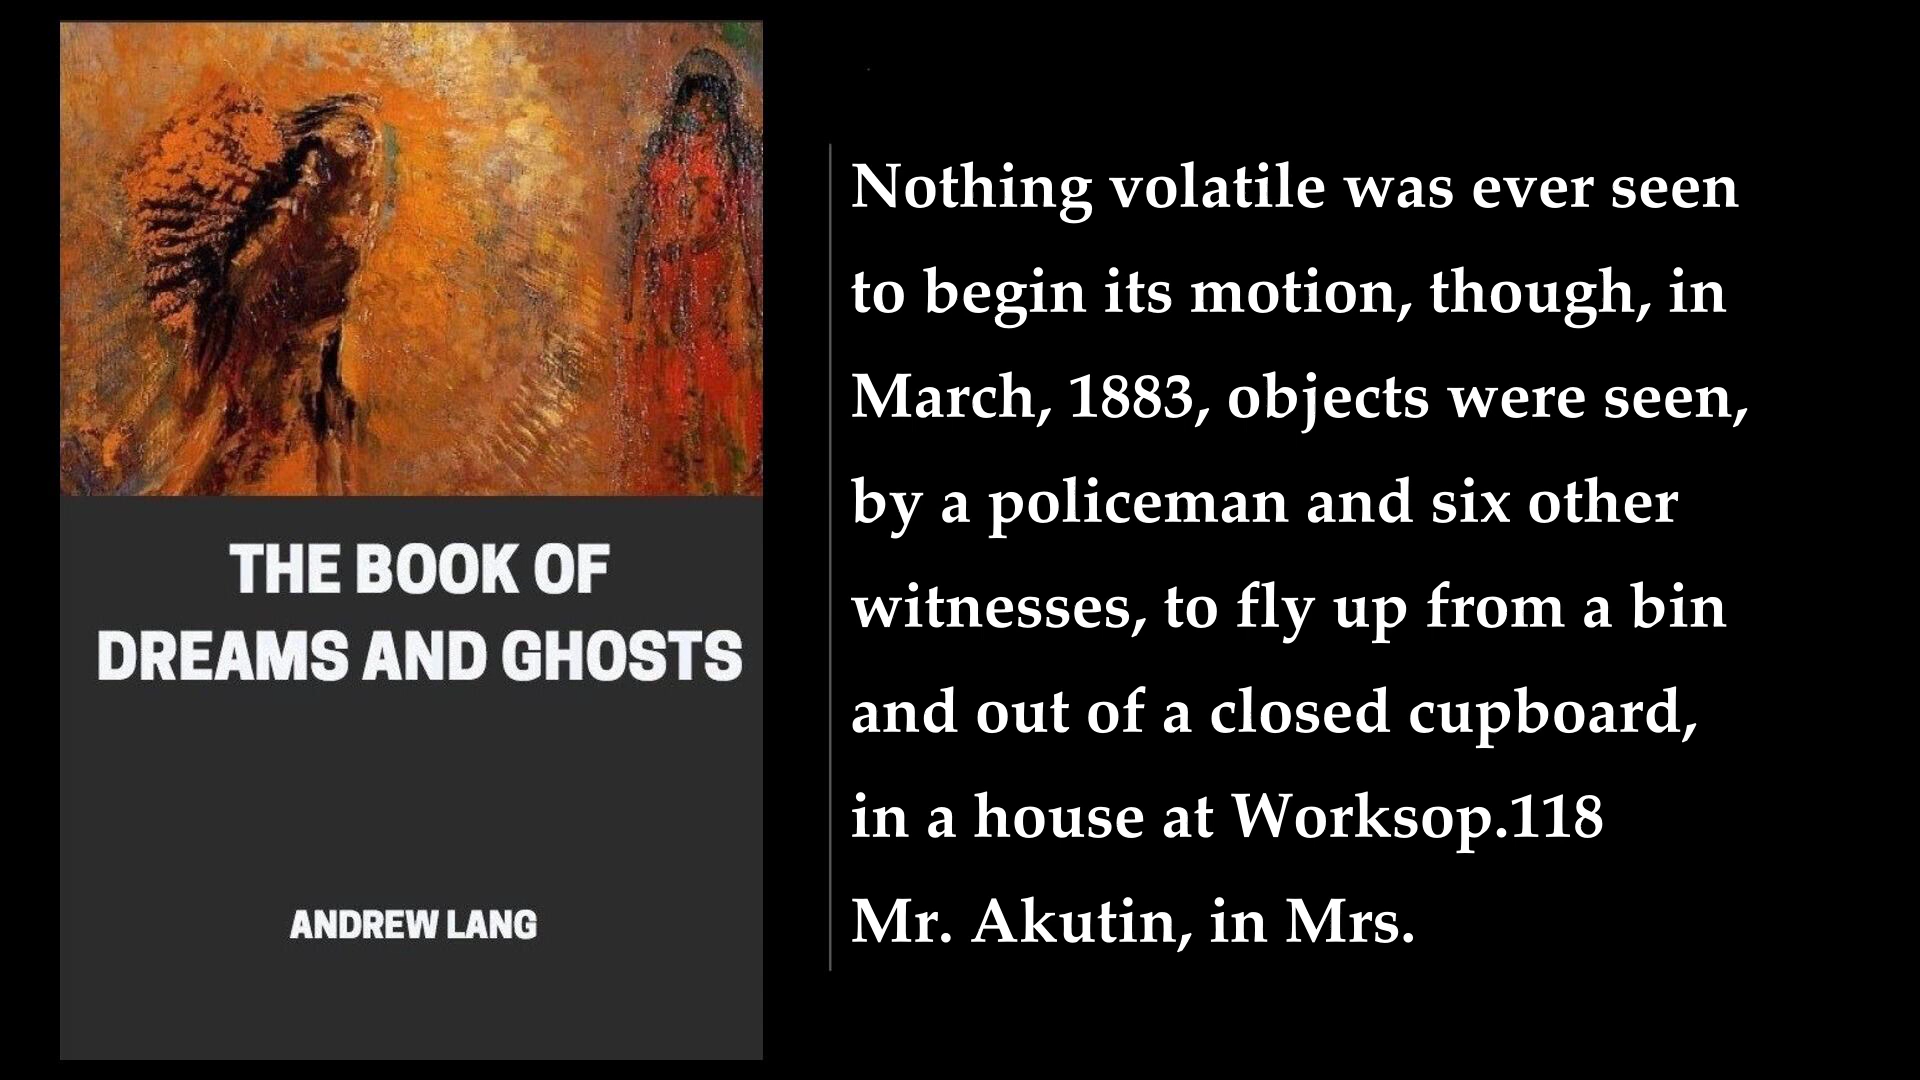 THE BOOK OF
DREAMS AND GHOSTS
ANDREW LANG
Nothing volatile was ever seen
to begin its motion, though, in
March, 1883, objects were seen,
by a policeman and six other
witnesses, to fly up from a bin
and out of a closed cupboard,
in a house at Worksop.118
Mr. Akutin, in Mrs.